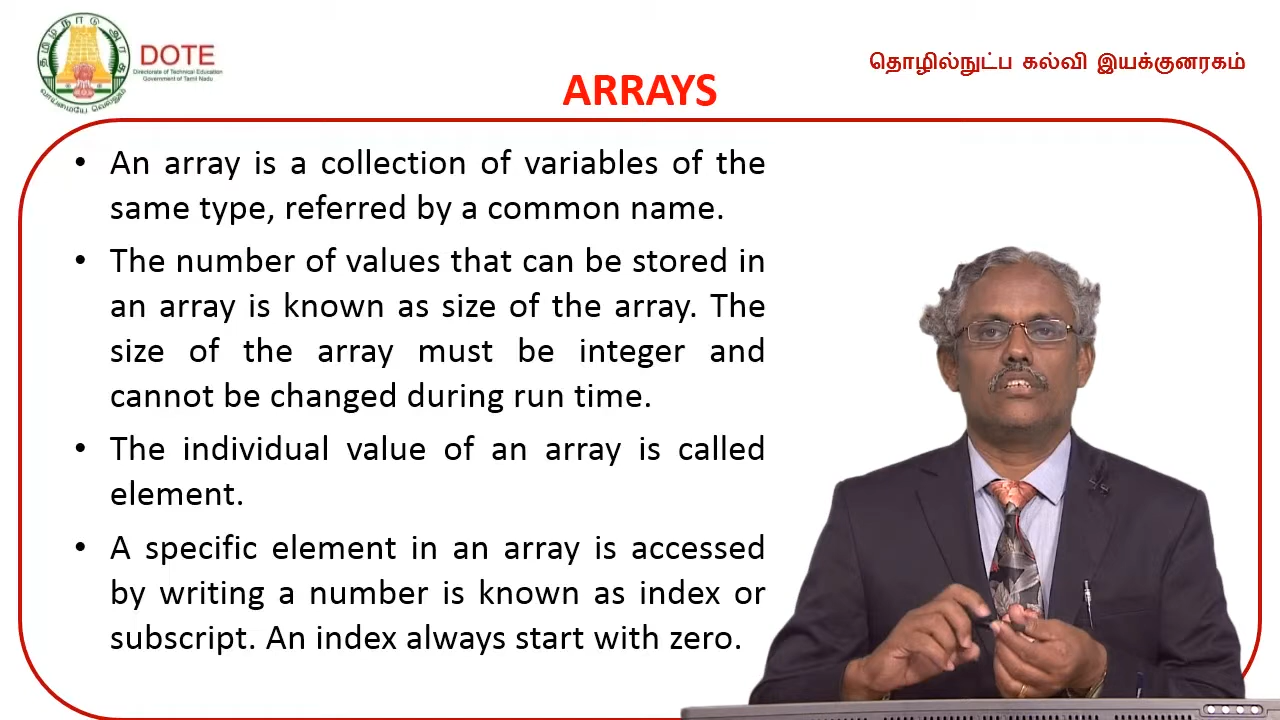 தமிழ்நாடு அரசு
வாய்மையே வெல்லும்
DOTE
Directorate of Technical Education
Government of Tamil Nadu
தொழில்நுட்ப கல்வி இயக்குனரகம்
ARRAYS
• An array is a collection of variables of the
same type, referred by a common name.
• The number of values that can be stored in
an array is known as size of the array. The
size of the array must be integer and
cannot be changed during run time.
• The individual value of an array is called
element.
• A specific element in an array is accessed
by writing a number is known as index or
subscript. An index always start with zero.